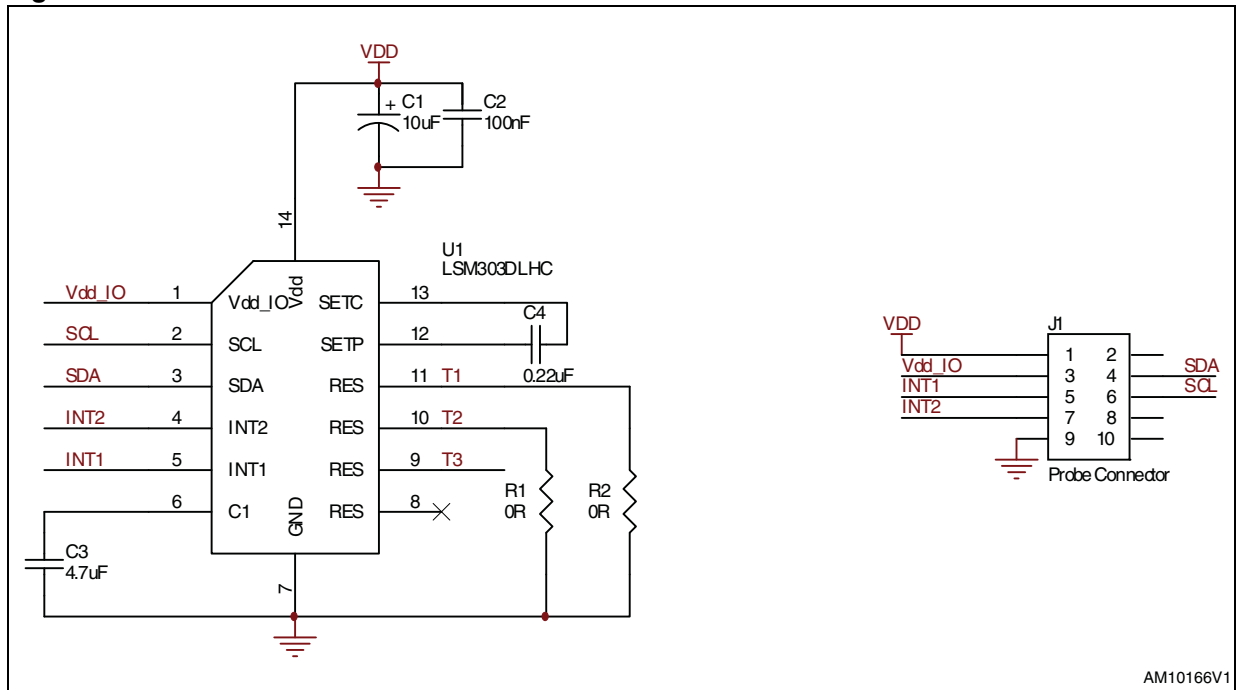 VDD
+ C1
10uF
C2
100nF
14
U1
LSM303DLHC
Vdd_IO 1 Vdd_IO Vdd SETC 13
C4
0.22uF
SCL 2 SCL SETP 12
SDA 3 SDA RES 11 T1
INT2 4 INT2 RES 10 T2
INT1 5 INT1 RES 9 T3
6 C1 GND RES 8
R1
0R
R2
0R
C3
4.7uF
7
VDD
J1
1 2
Vdd_IO 3 4 SDA
INT1 5 6 SCL
INT2 7 8
9 10
Probe Connector
AM10166V1